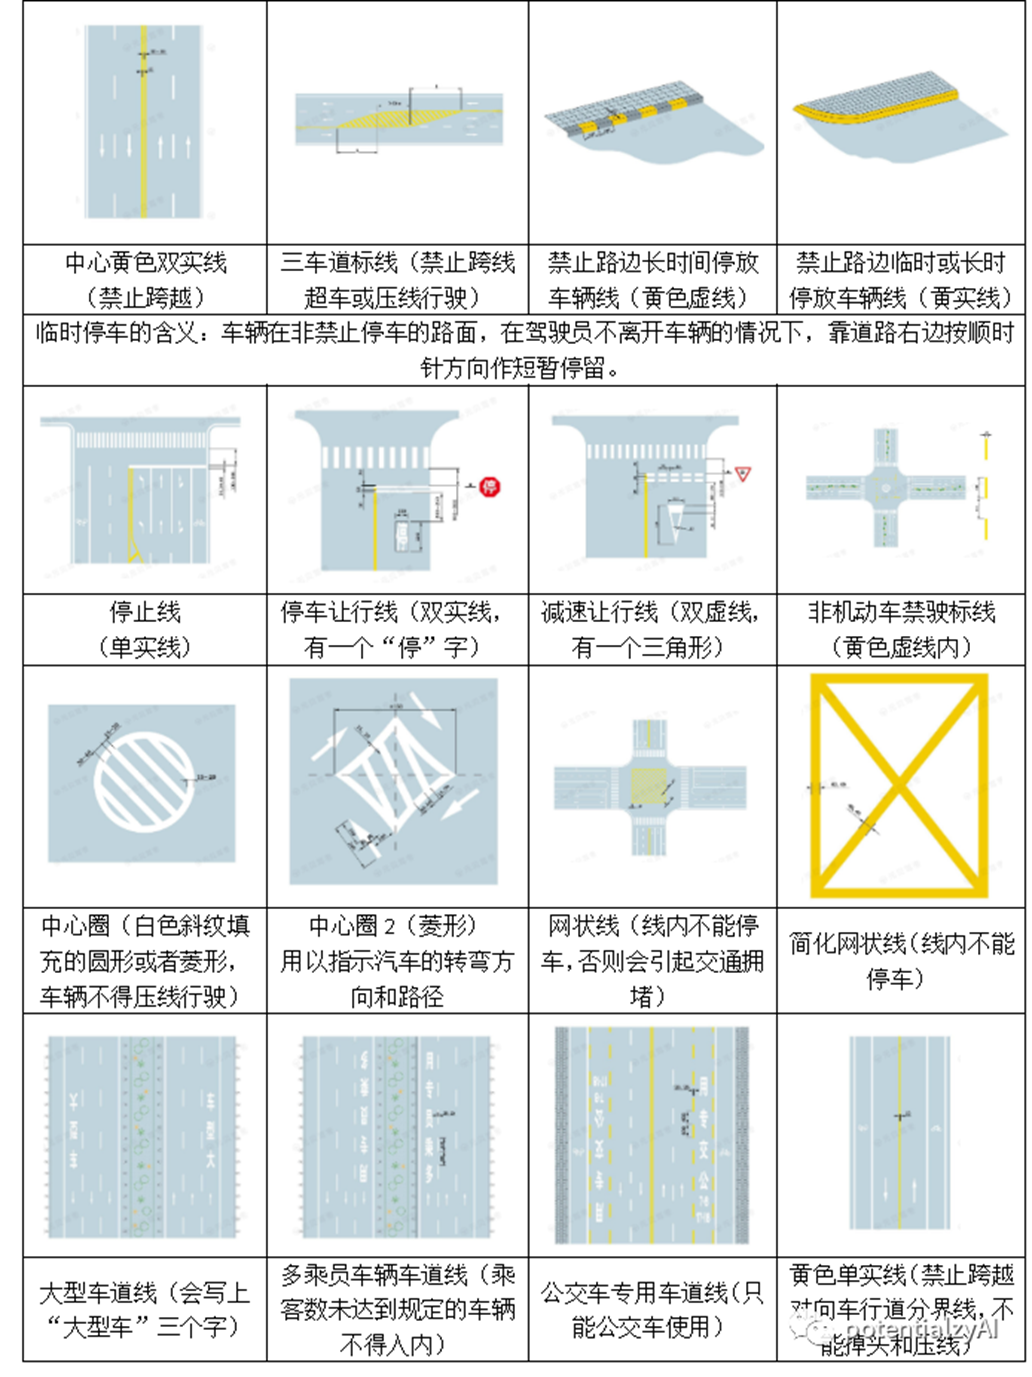 中心黄色双实线
（禁止跨越）
三车道标线（禁止跨线
超车或压线行驶）
禁止路边长时间停放
车辆线（黄色虚线）
禁止路边临时或长时
停放车辆线（黄实线）
临时停车的含义：车辆在非禁止停车的路面，在驾驶员不离开车辆的情况下，靠道路右边按顺时
针方向作短暂停留。
停
停止线
（单实线）
停车让行线（双实线，
有一个“停”字）
减速让行线（双虚线，
有一个三角形）
非机动车禁驶标线
（黄色虚线内）
中心圈（白色斜纹填
充的圆形或者菱形，
车辆不得压线行驶）
中心圈2（菱形）
用以指示汽车的转弯方
向和路径
网状线（线内不能停
车，否则会引起交通拥
堵）
简化网状线（线内不能
停车）
大型车道线（会写上
“大型车”三个字）
多乘员车辆车道线（乘
客数未达到规定的车辆
不得入内）
公交车专用车道线（只
能公交车使用）
黄色单实线（禁止跨越
对向车行道分界线，不
能掉头和压线）
potentialzyAI